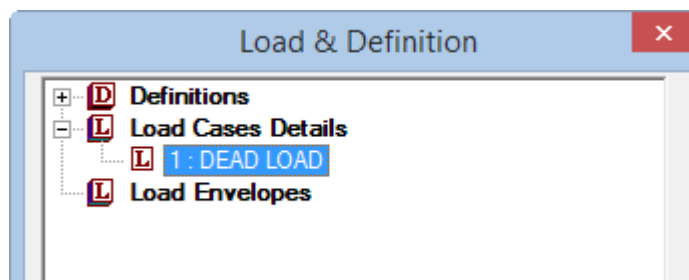 Load & Definition
D Definitions
L Load Cases Details
L 1 : DEAD LOAD
L Load Envelopes